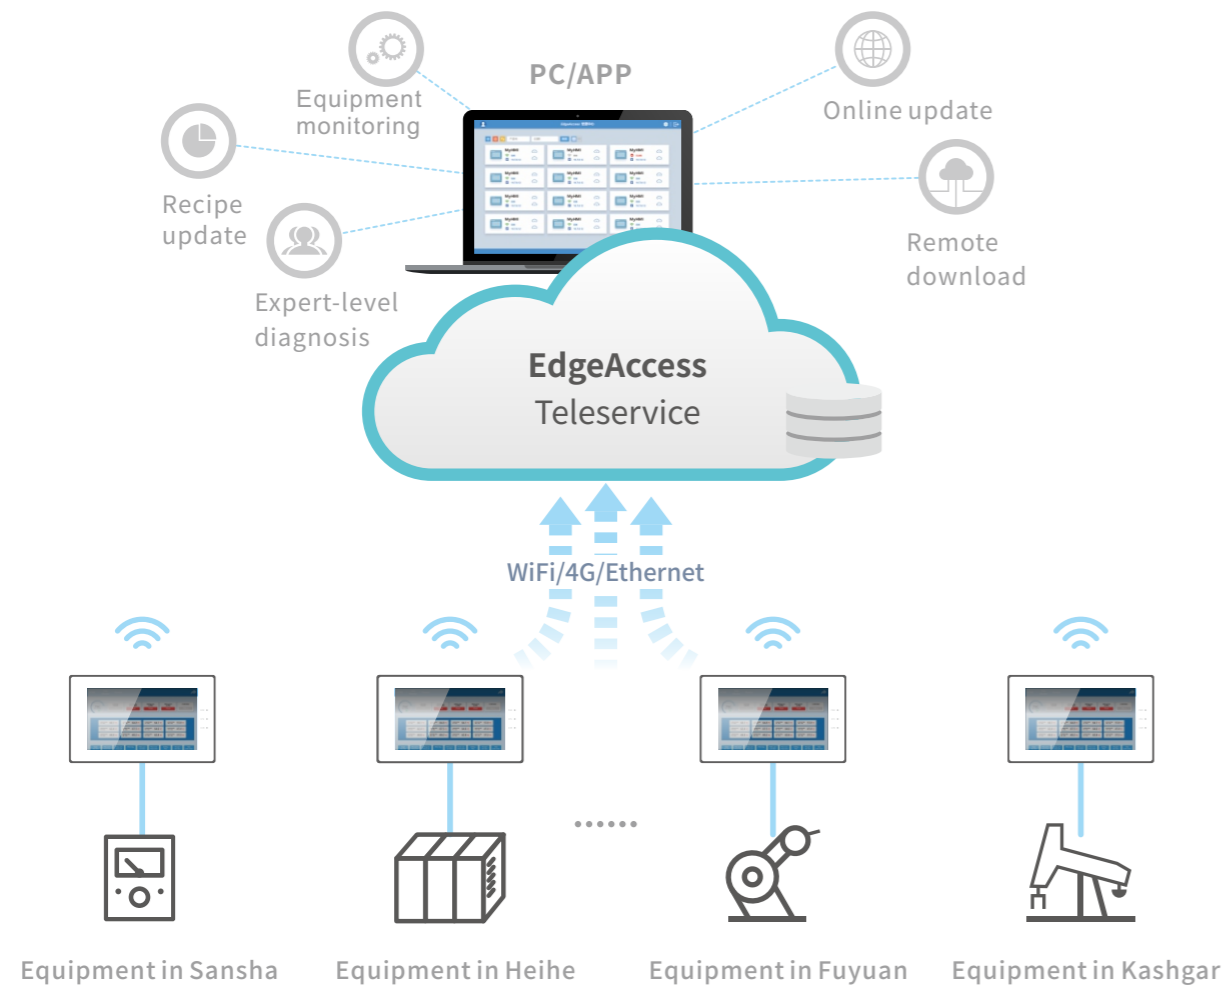 PC/APP
Equipment
monitoring
Online update
Recipe
update
Remote
download
Expert-level
diagnosis
EdgeAccess
Teleservice
WiFi/4G/Ethernet
......
Equipment in Sansha
Equipment in Heihe
Equipment in Fuyuan
Equipment in Kashgar